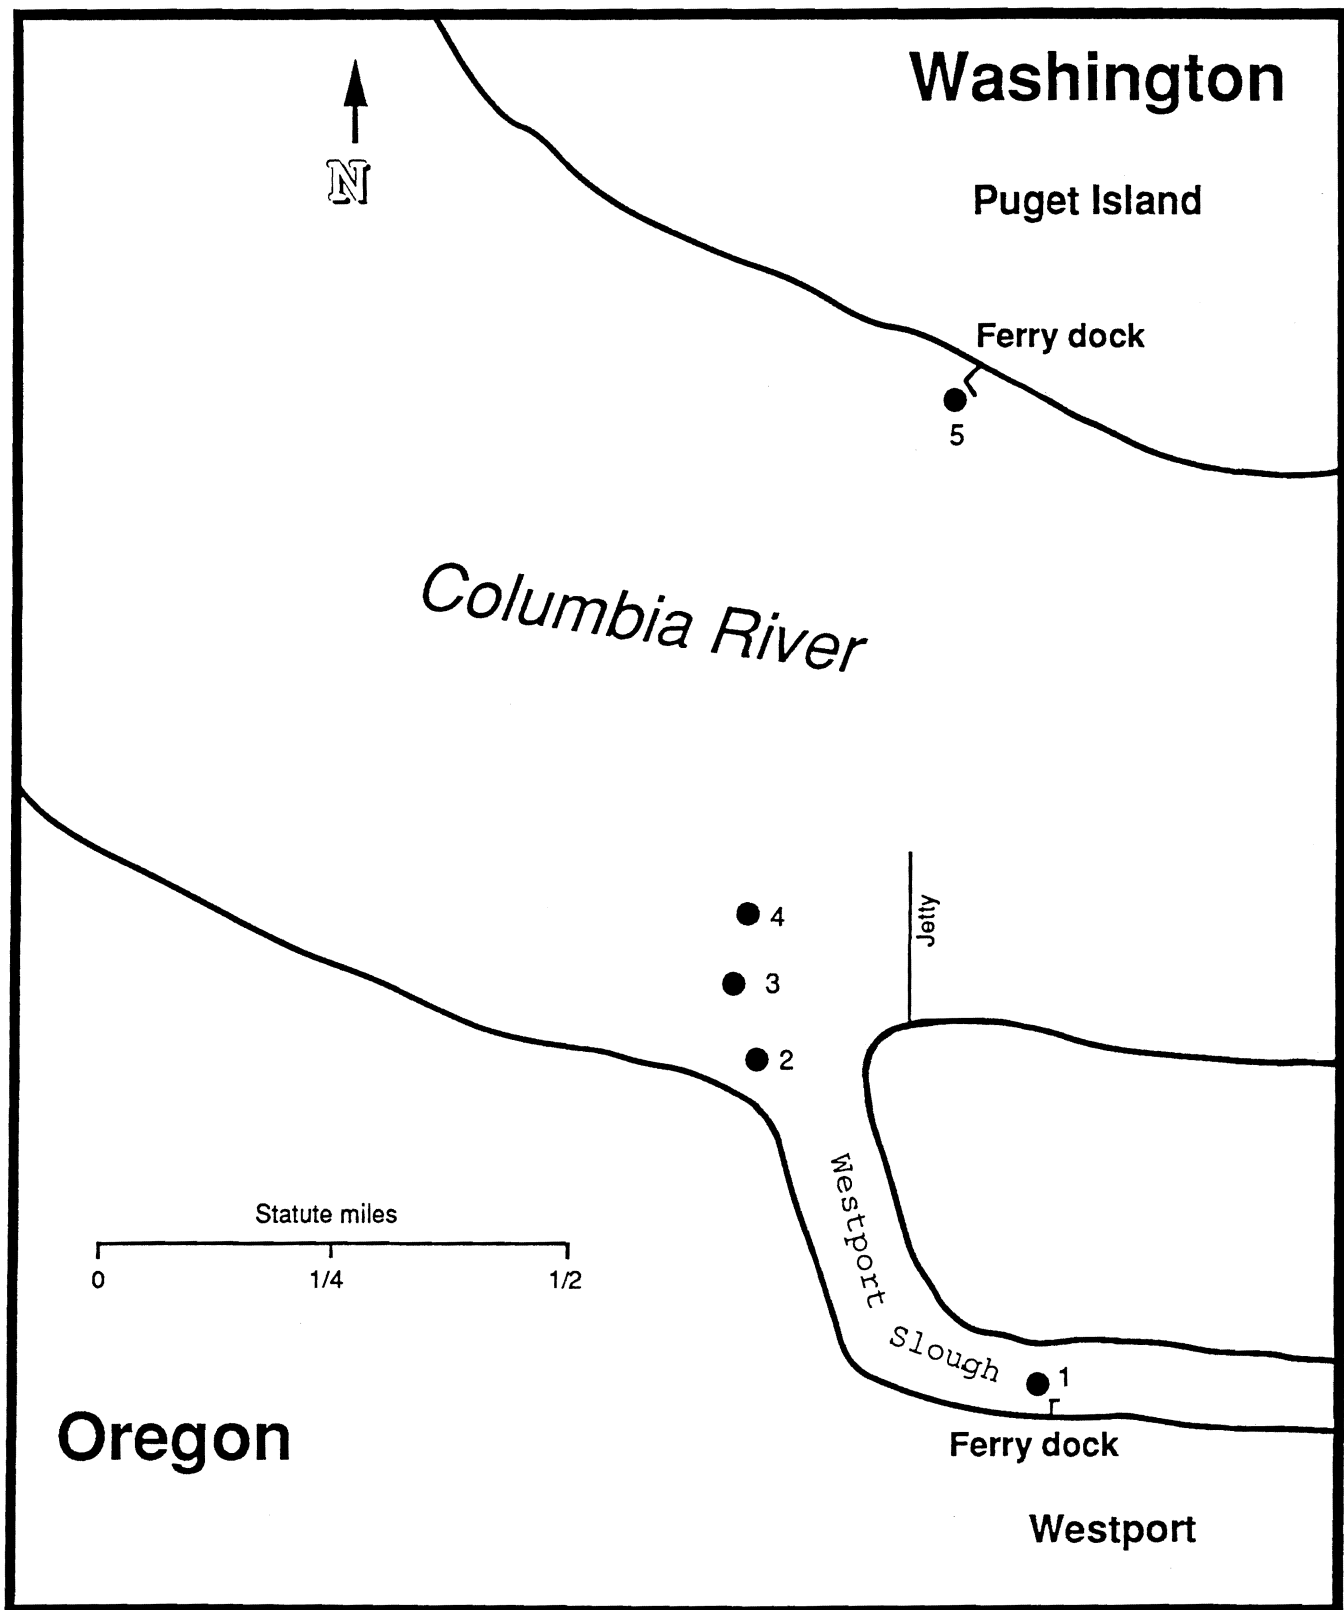 Washington
N
Puget Island
Ferry dock
5
Columbia River
4
Jetty
3
2
Westport Slough
Statute miles
0 1/4 1/2
1
Oregon
Ferry dock
Westport